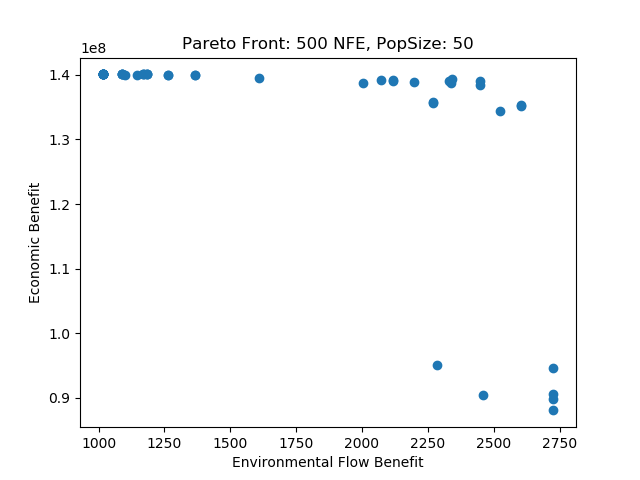 Pareto Front: 500 NFE, PopSize: 50
1e8
1.4
1.3
1.2
1.1
1.0
0.9
Economic Benefit
1000 1250 1500 1750 2000 2250 2500 2750
Environmental Flow Benefit